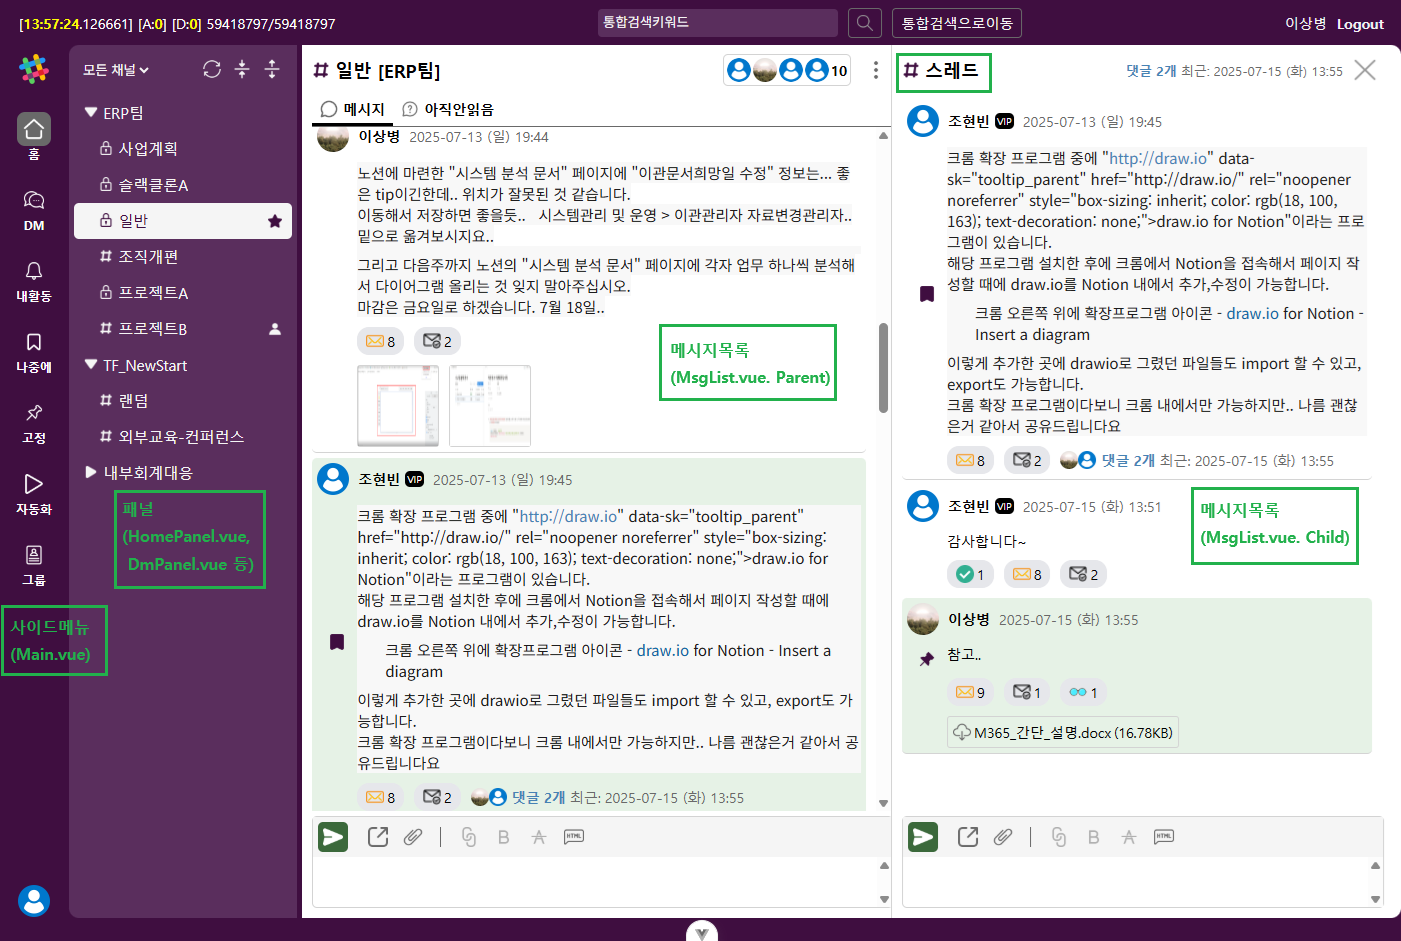 [13:57:24.126661] [A:0] [D:0] 59418797/59418797
통합검색키워드
통합검색으로이동
이상병 Logout
홈
DM
내활동
나중에
고정
자동화
그룹
사이드메뉴
(Main.vue)
모든 채널
ERP팀
사업계획
슬랙클론A
일반
조직개편
프로젝트A
프로젝트B
TF_NewStart
랜덤
외부교육-컨퍼런스
내부회계대응
패널
(HomePanel.vue,
DmPanel.vue 등)
일반 [ERP팀]
10
메시지
아직안읽음
이상병 2025-07-13 (일) 19:44
노션에 마련한 "시스템 분석 문서" 페이지에 "이관문서희망일 수정" 정보는... 좋
은 tip이긴한데.. 위치가 잘못된 것 같습니다.
이동해서 저장하면 좋을듯.. 시스템관리 및 운영 > 이관관리자 자료변경관리자..
밑으로 옮겨보시지요..
그리고 다음주까지 노션의 "시스템 분석 문서" 페이지에 각자 업무 하나씩 분석해
서 다이어그램 올리는 것 잊지 말아주십시오.
마감은 금요일로 하겠습니다. 7월 18일..
8
2
메시지목록
(MsgList.vue. Parent)
조현빈 VIP 2025-07-13 (일) 19:45
크롬 확장 프로그램 중에 "http://draw.io" data-sk="tooltip_parent"
href="http://draw.io/" rel="noopener noreferrer" style="box-sizing:
inherit; color: rgb(18, 100, 163); text-decoration: none;">draw.io for
Notion"이라는 프로그램이 있습니다.
해당 프로그램 설치한 후에 크롬에서 Notion을 접속해서 페이지 작성할 때에
draw.io를 Notion 내에서 추가,수정이 가능합니다.
크롬 오른쪽 위에 확장프로그램 아이콘 - draw.io for Notion - Insert a
diagram
이렇게 추가한 곳에 drawio로 그렸던 파일들도 import 할 수 있고, export도 가
능합니다.
크롬 확장 프로그램이다보니 크롬 내에서만 가능하지만.. 나름 괜찮은거 같아서 공
유드립니다요
8
2
댓글 2개 최근: 2025-07-15 (화) 13:55
B
A
HTML
스레드
댓글 2개 최근: 2025-07-15 (화) 13:55
조현빈 VIP 2025-07-13 (일) 19:45
크롬 확장 프로그램 중에 "http://draw.io" data-
sk="tooltip_parent" href="http://draw.io/" rel="noopener
noreferrer" style="box-sizing: inherit; color: rgb(18, 100,
163); text-decoration: none;">draw.io for Notion"이라는 프로
그램이 있습니다.
해당 프로그램 설치한 후에 크롬에서 Notion을 접속해서 페이지 작
성할 때에 draw.io를 Notion 내에서 추가,수정이 가능합니다.
크롬 오른쪽 위에 확장프로그램 아이콘 - draw.io for Notion -
Insert a diagram
이렇게 추가한 곳에 drawio로 그렸던 파일들도 import 할 수 있고,
export도 가능합니다.
크롬 확장 프로그램이다보니 크롬 내에서만 가능하지만.. 나름 괜찮
은거 같아서 공유드립니다요
8
2
댓글 2개 최근: 2025-07-15 (화) 13:55
조현빈 VIP 2025-07-15 (화) 13:51
감사합니다~
1
8
2
메시지목록
(MsgList.vue. Child)
이상병 2025-07-15 (화) 13:55
참고..
9
1
1
M365_간단_설명.docx (16.78KB)
B
A
HTML